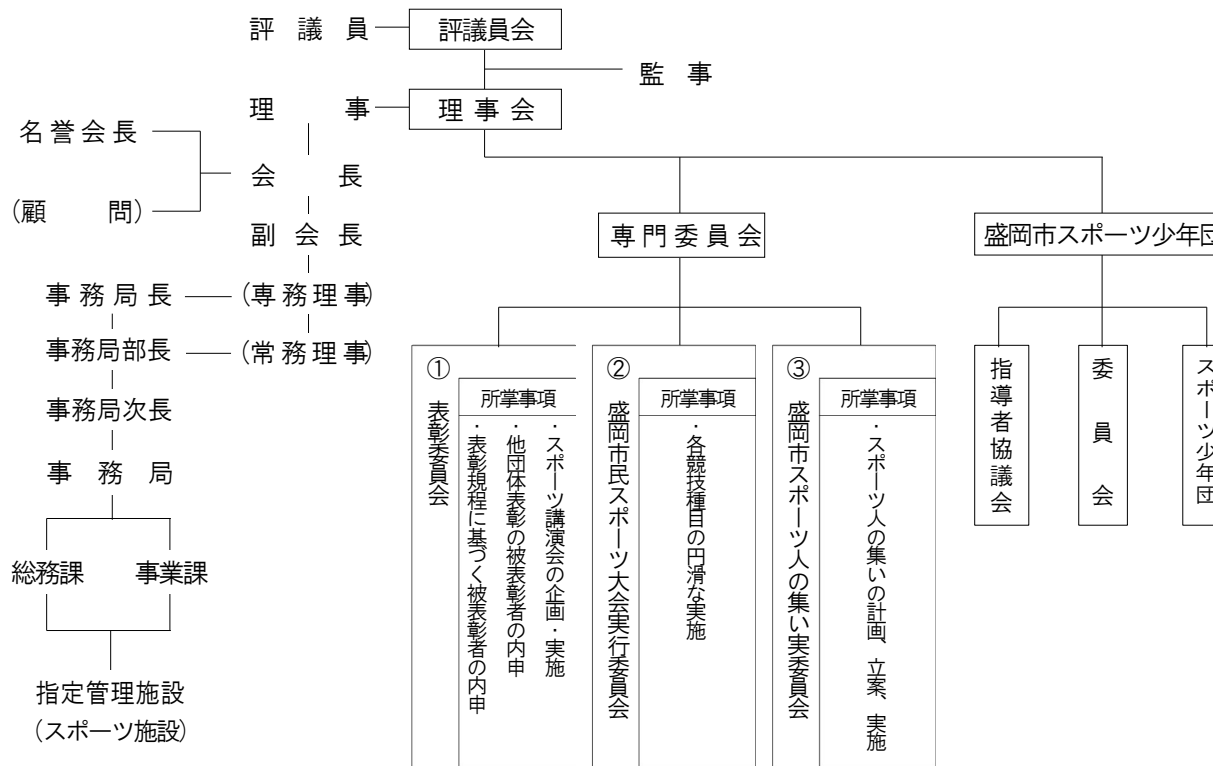 評議員
評議員会
監事
理事
理事会
名誉会長
会長
(顧問)
副会長
専門委員会
盛岡市スポーツ少年団
事務局長
(専務理事)
事務局部長
(常務理事)
事務局次長
事務局
総務課
事業課
指定管理施設
(スポーツ施設)
①
表彰委員会
所掌事項
・スポーツ講演会の企画・実施
・他団体表彰の被表彰者の内申
・表彰規程に基づく被表彰者の内申
②
盛岡市民スポーツ大会実行委員会
所掌事項
・各競技種目の円滑な実施
③
盛岡市スポーツ人の集い実委員会
所掌事項
・スポーツ人の集いの計画、立案、実施
指導者協議会
委員会
スポーツ少年団